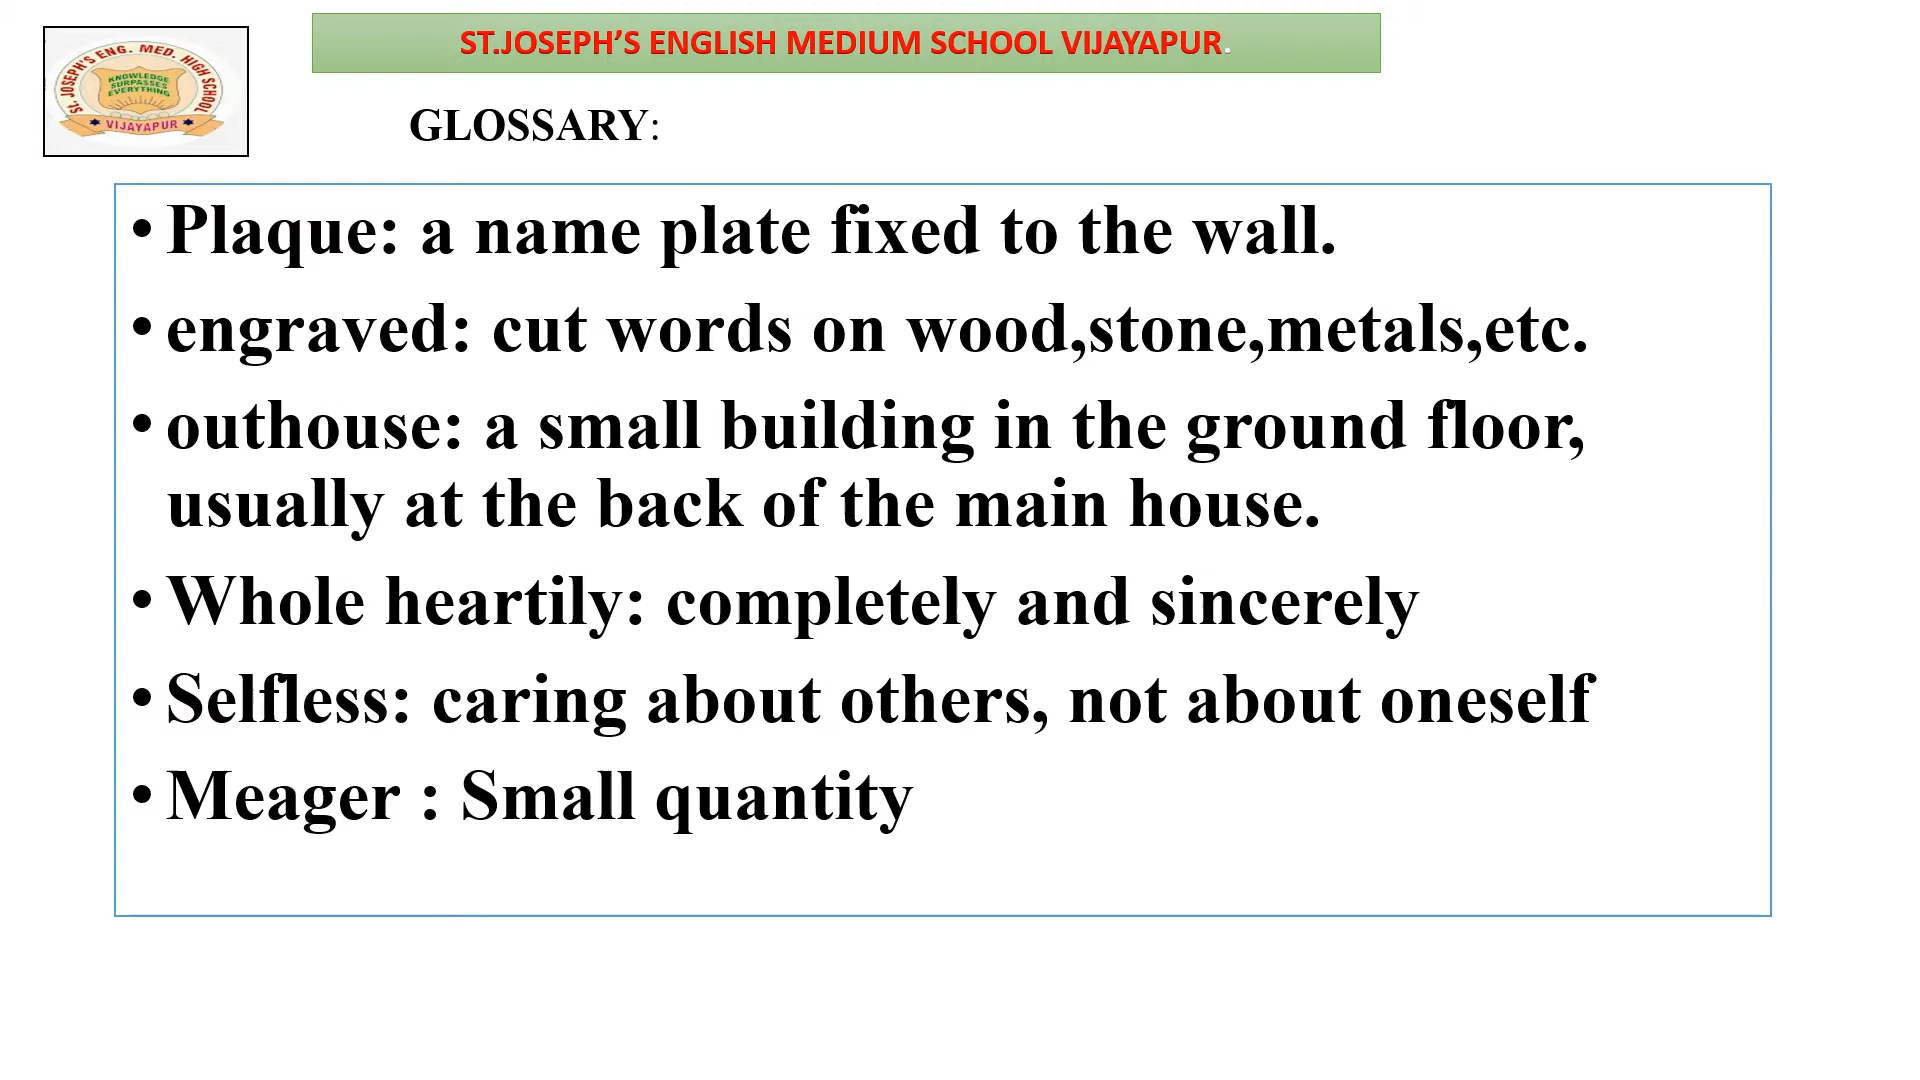 St. JOSEPH'S ENG. MED. HIGH SCHOOL
KNOWLEDGE
SURPASSES
EVERYTHING
VIJAYAPUR
ST.JOSEPH’S ENGLISH MEDIUM SCHOOL VIJAYAPUR.
GLOSSARY:
• Plaque: a name plate fixed to the wall.
• engraved: cut words on wood,stone,metals,etc.
• outhouse: a small building in the ground floor,
usually at the back of the main house.
• Whole heartily: completely and sincerely
• Selfless: caring about others, not about oneself
• Meager : Small quantity